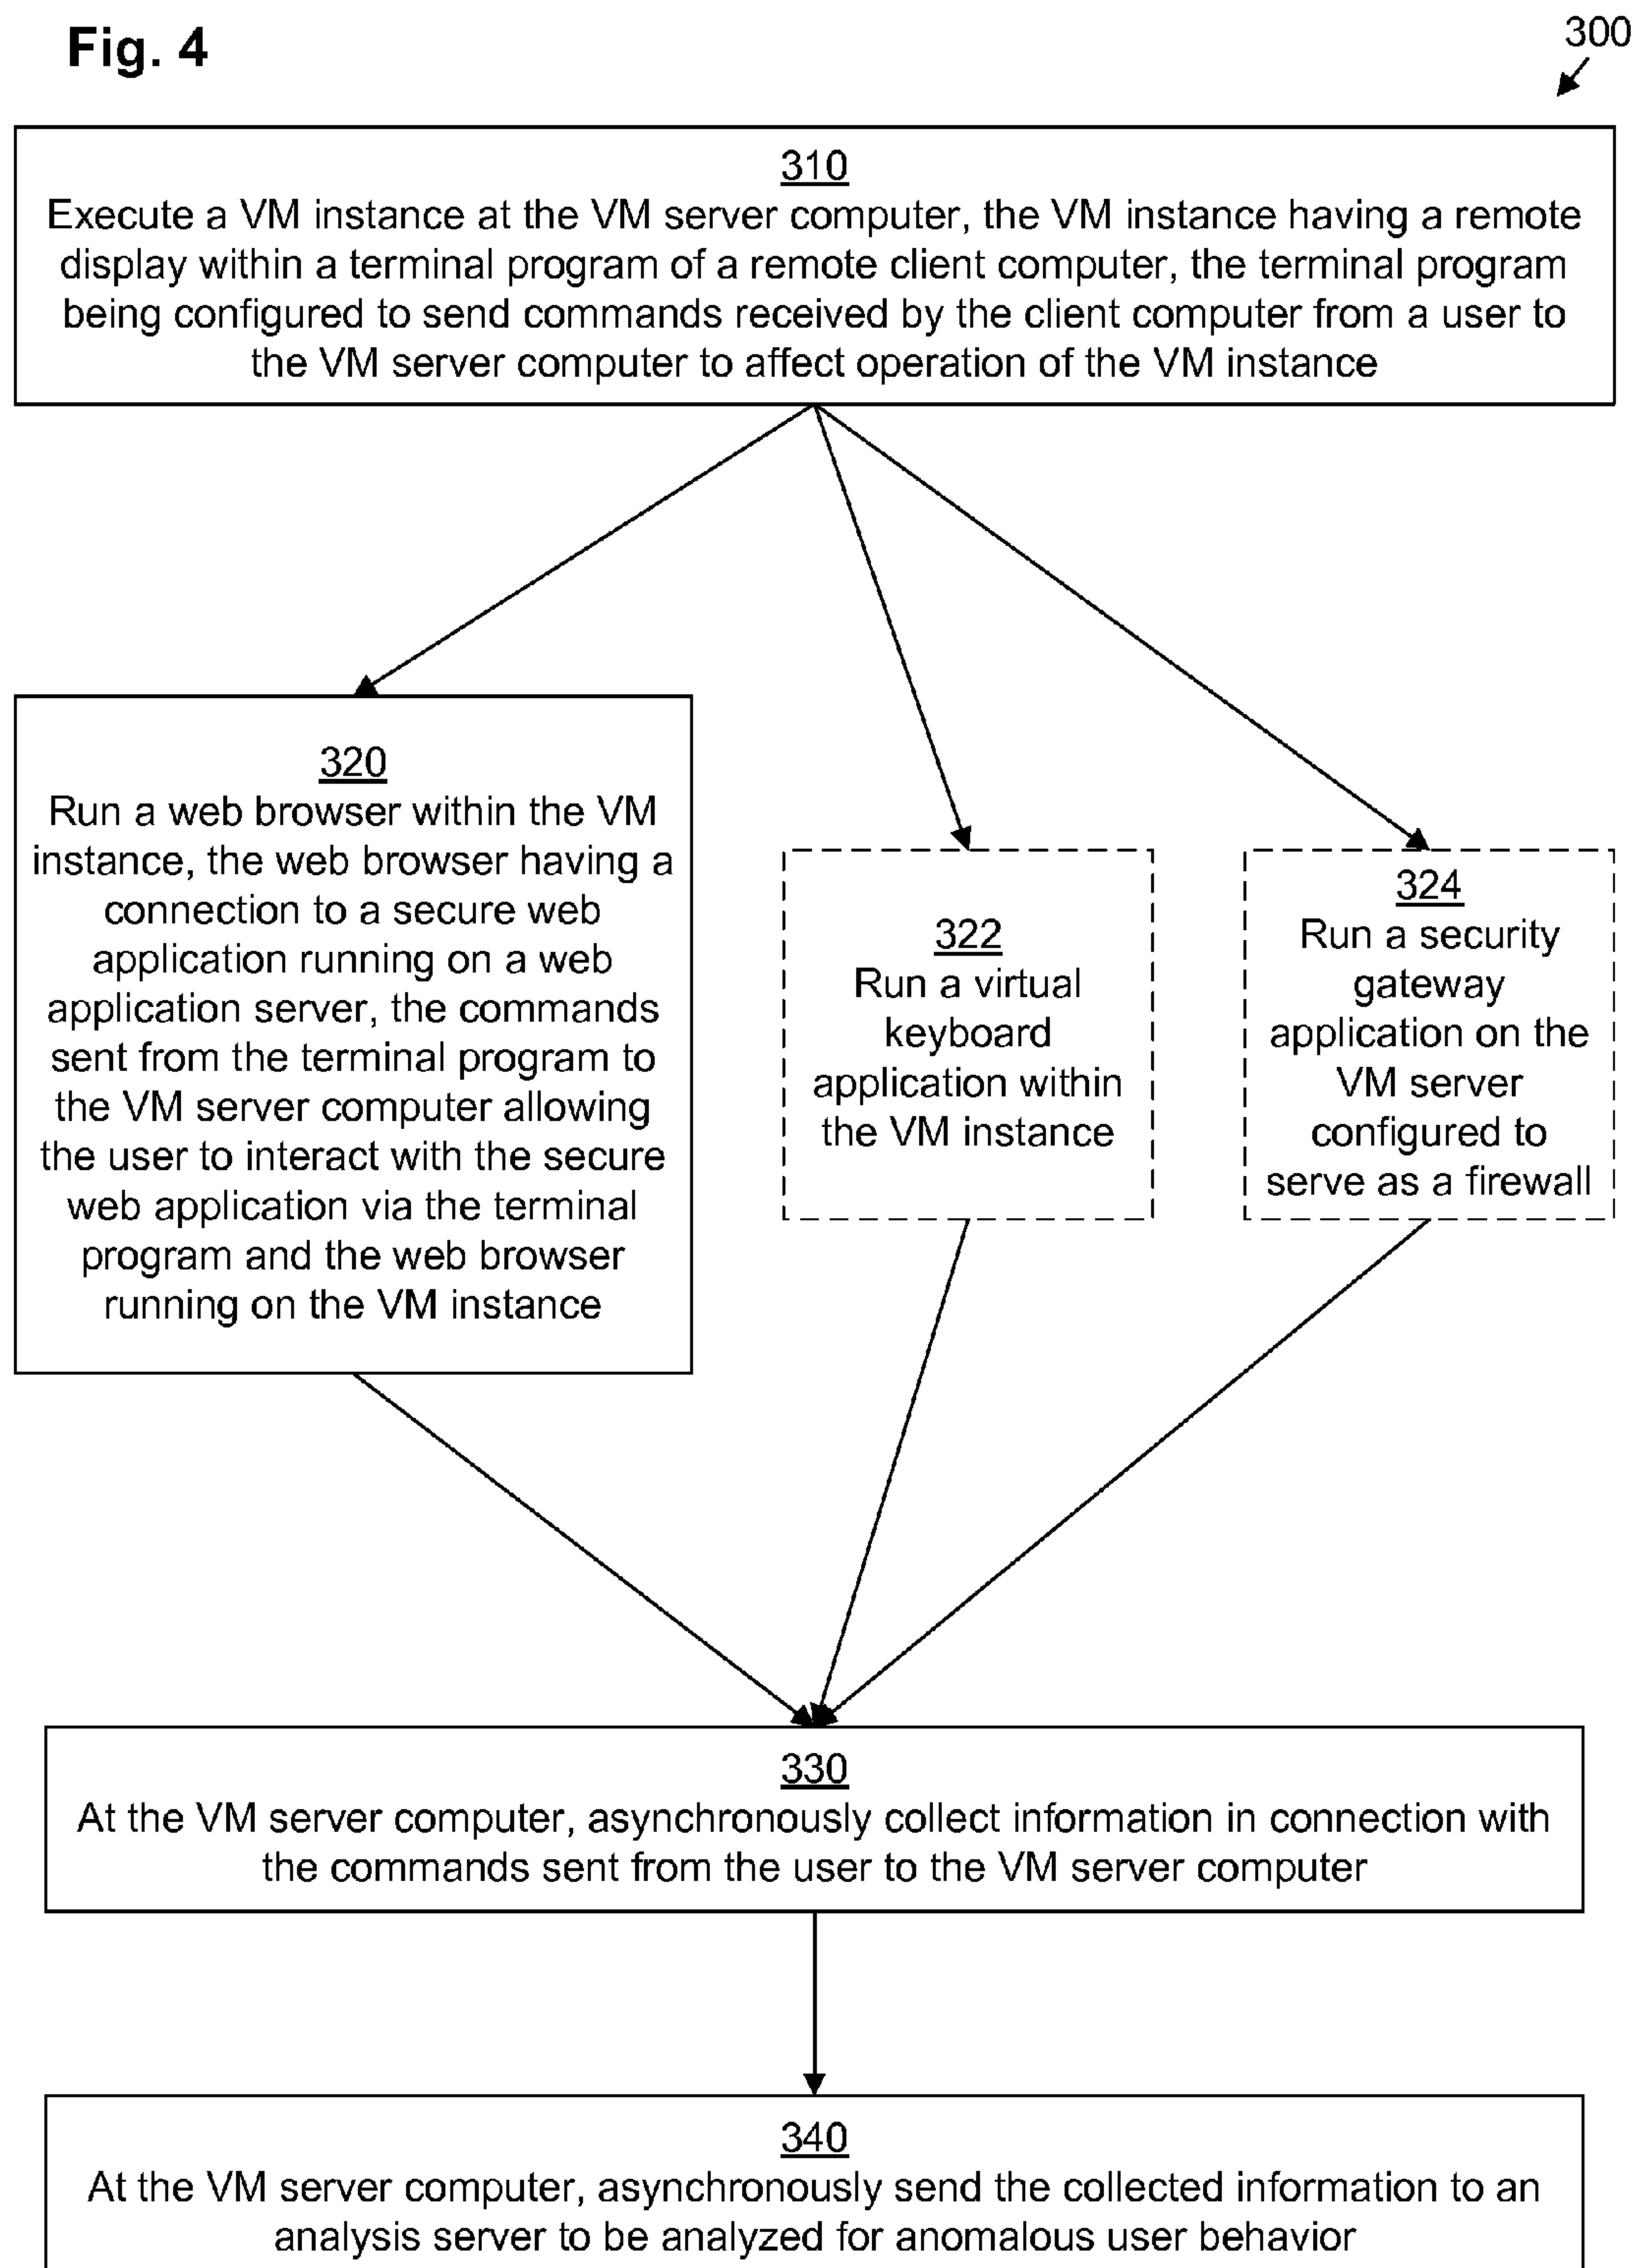 Fig. 4
300
310
Execute a VM instance at the VM server computer, the VM instance having a remote
display within a terminal program of a remote client computer, the terminal program
being configured to send commands received by the client computer from a user to
the VM server computer to affect operation of the VM instance
320
Run a web browser within the VM
instance, the web browser having a
connection to a secure web
application running on a web
application server, the commands
sent from the terminal program to
the VM server computer allowing
the user to interact with the secure
web application via the terminal
program and the web browser
running on the VM instance
322
Run a virtual
keyboard
application within
the VM instance
324
Run a security
gateway
application on the
VM server
configured to
serve as a firewall
330
At the VM server computer, asynchronously collect information in connection with
the commands sent from the user to the VM server computer
340
At the VM server computer, asynchronously send the collected information to an
analysis server to be analyzed for anomalous user behavior